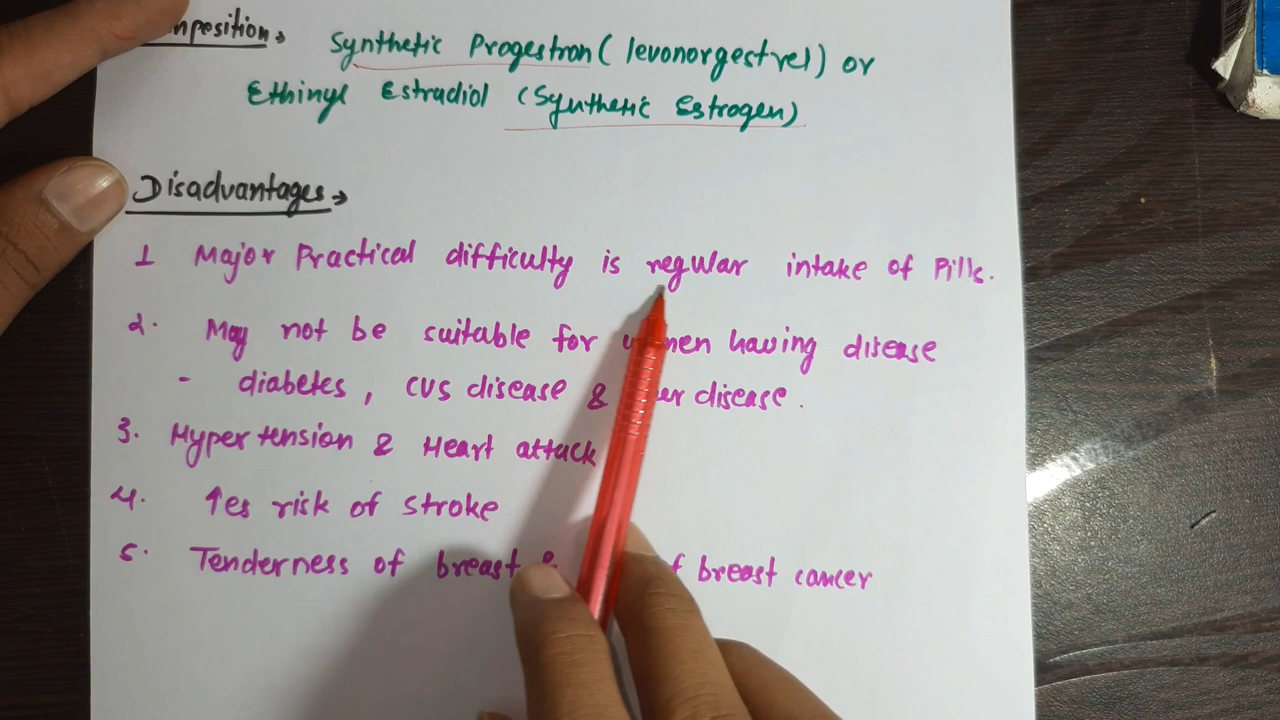 Synthetic Progestron (levonorgestrel) or
Ethinyl Estradiol (Synthetic Estrogen)
Disadvantages →
1 Major Practical difficulty is regular intake of Pills.
2. May not be suitable for women having disease
- diabetes, CVS disease & disease.
3. Hypertension & Heart attack
4. ↑es risk of stroke
5. Tenderness of breast & of breast cancer